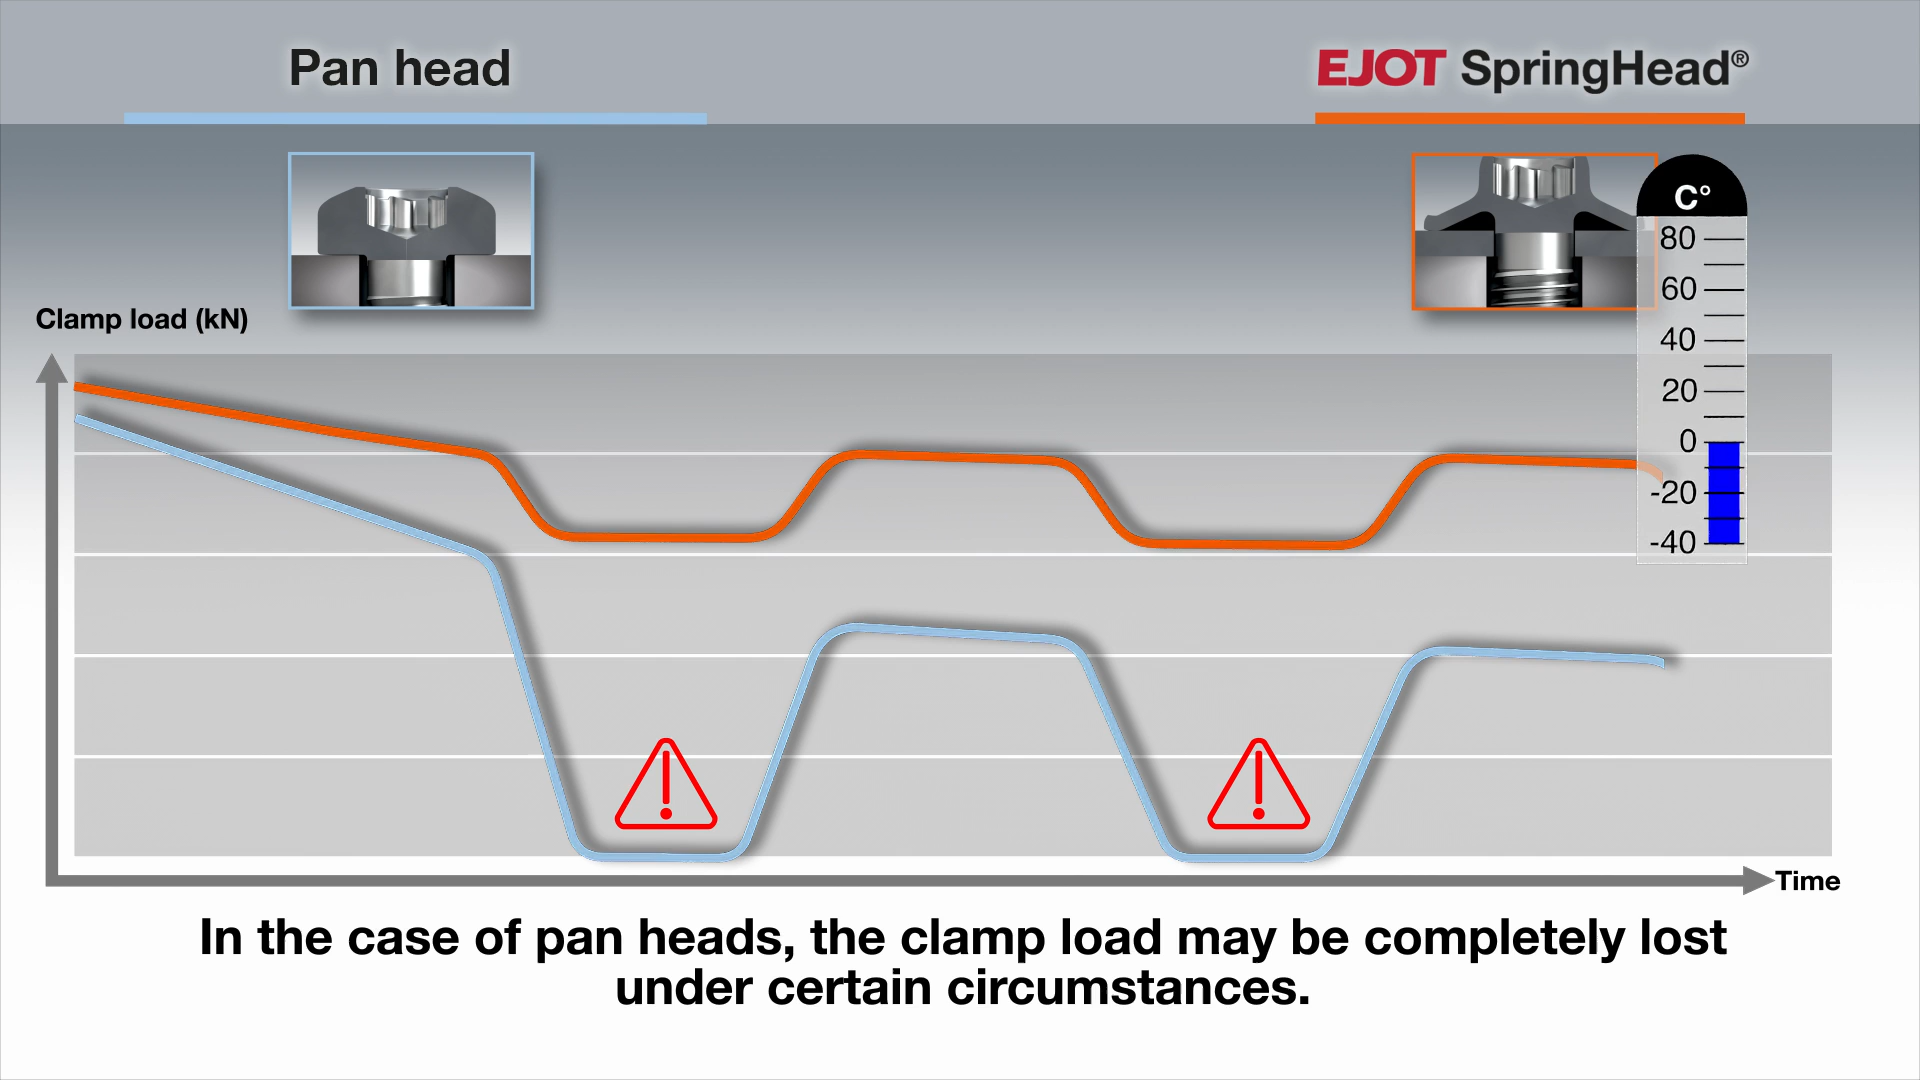 Pan head
EJOT SpringHead®
C°
80
60
40
20
0
-20
-40
Clamp load (kN)
Time
In the case of pan heads, the clamp load may be completely lost
under certain circumstances.